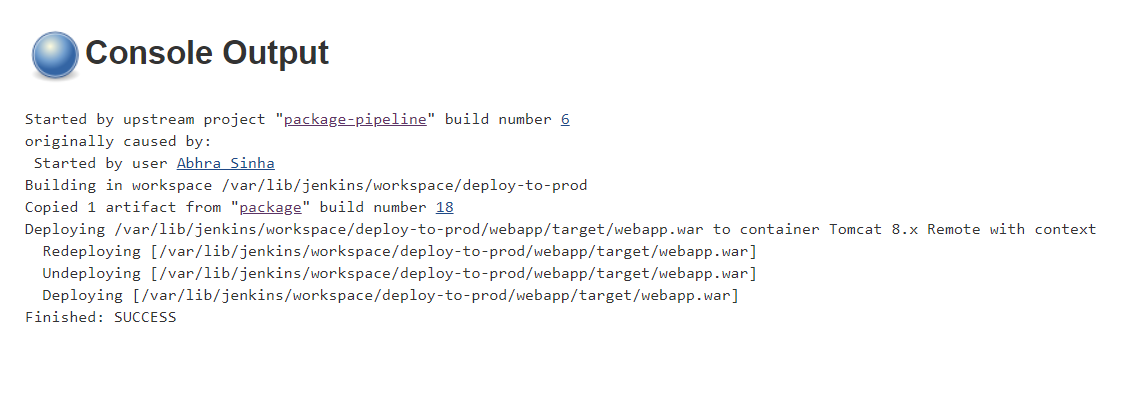 Console Output
Started by upstream project "package-pipeline" build number 6
originally caused by:
 Started by user Abhra Sinha
Building in workspace /var/lib/jenkins/workspace/deploy-to-prod
Copied 1 artifact from "package" build number 18
Deploying /var/lib/jenkins/workspace/deploy-to-prod/webapp/target/webapp.war to container Tomcat 8.x Remote with context
  Redeploying [/var/lib/jenkins/workspace/deploy-to-prod/webapp/target/webapp.war]
  Undeploying [/var/lib/jenkins/workspace/deploy-to-prod/webapp/target/webapp.war]
  Deploying [/var/lib/jenkins/workspace/deploy-to-prod/webapp/target/webapp.war]
Finished: SUCCESS